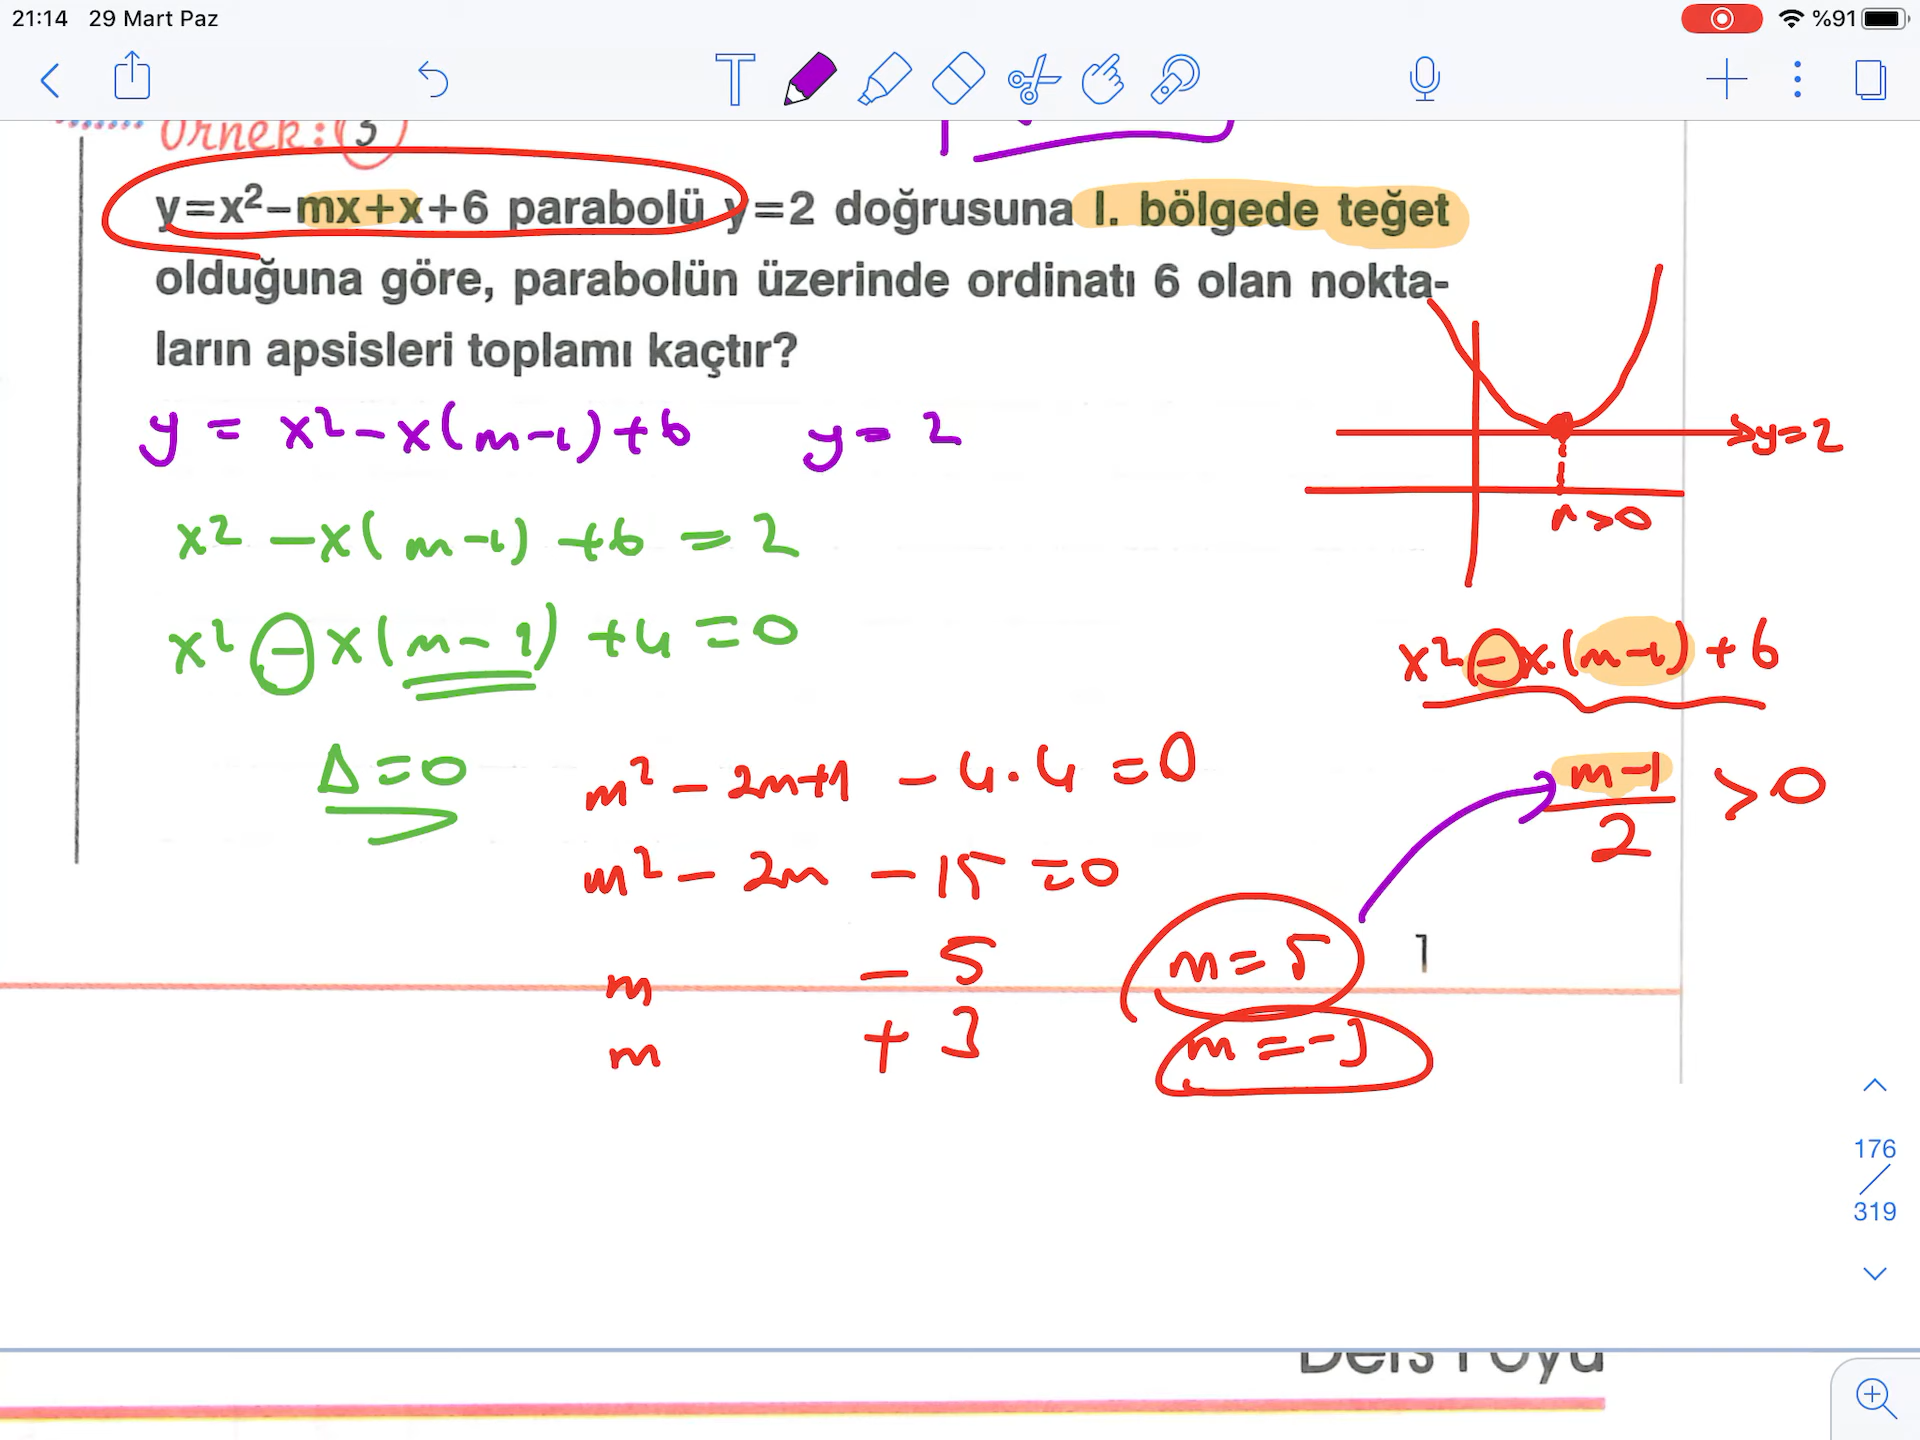 21:14 29 Mart Paz %91
Örnek: 3
y=x²-mx+x+6 parabolü y=2 doğrusuna I. bölgede teğet
olduğuna göre, parabolün üzerinde ordinatı 6 olan nokta-
ların apsisleri toplamı kaçtır?
y = x²-x(m-1)+6 y=2
y=2
r>0
x² -x(m-1) +6 =2
x² -x(m-1) +4 =0
x²-x.(m-1)+6
Δ=0
m² - 2m+1 - 4.4 =0
m-1
2
>0
m² - 2m - 15 =0
m - 5
m=5
1
m + 3
m=-3
176
319
Ders Föyü